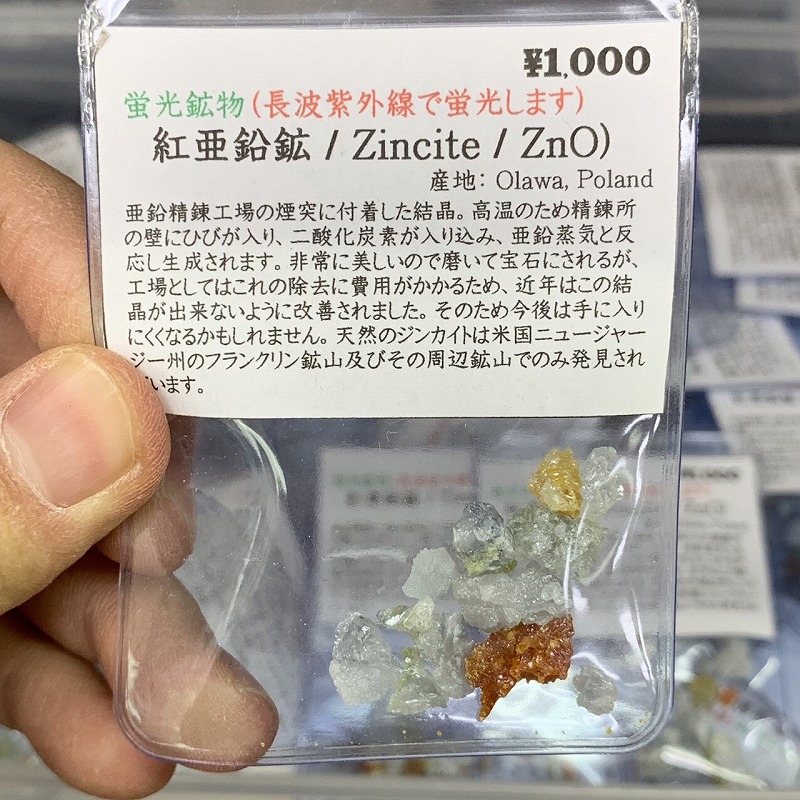 ¥1,000
蛍光鉱物(長波紫外線で蛍光します)
紅亜鉛鉱 / Zincite / ZnO)
産地: Olawa, Poland
亜鉛精錬工場の煙突に付着した結晶。高温のため精錬所
の壁にひびが入り、二酸化炭素が入り込み、亜鉛蒸気と反
応し生成されます。非常に美しいので磨いて宝石にされるが、
工場としてはこれの除去に費用がかかるため、近年はこの結
晶が出来ないように改善されました。そのため今後は手に入り
にくくなるかもしれません。天然のジンカイトは米国ニュージャー
ジー州のフランクリン鉱山及びその周辺鉱山でのみ発見され
います。